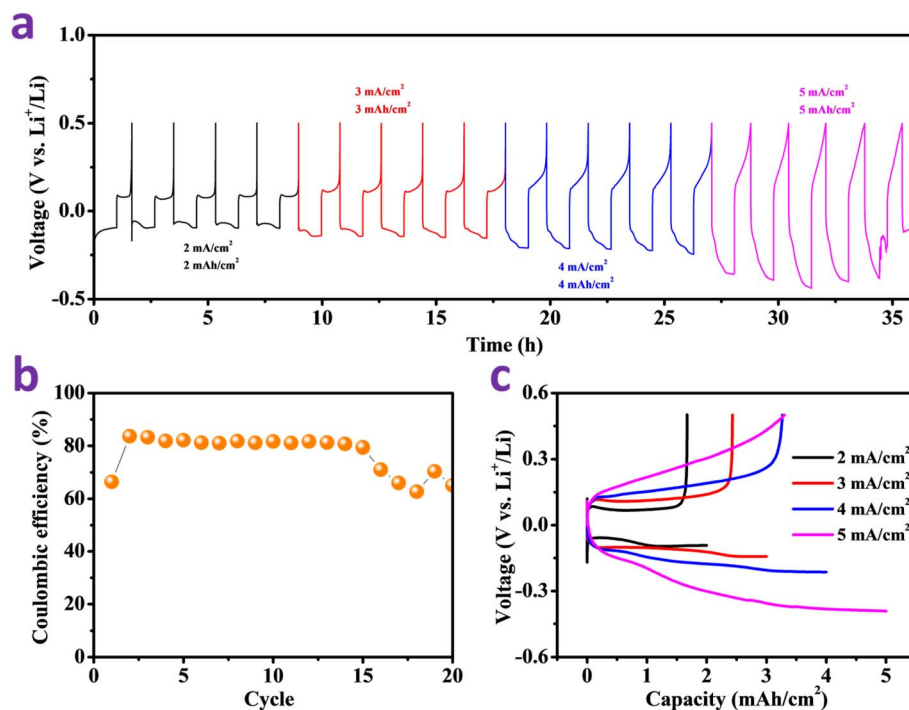 a
1.0
0.5
0.0
-0.5
Voltage (V vs. Li⁺/Li)
2 mA/cm²
2 mAh/cm²
3 mA/cm²
3 mAh/cm²
4 mA/cm²
4 mAh/cm²
5 mA/cm²
5 mAh/cm²
0 5 10 15 20 25 30 35
Time (h)
b
100
80
60
40
20
0
Coulombic efficiency (%)
0 5 10 15 20
Cycle
c
0.6
0.3
0.0
-0.3
-0.6
Voltage (V vs. Li⁺/Li)
2 mA/cm²
3 mA/cm²
4 mA/cm²
5 mA/cm²
0 1 2 3 4 5
Capacity (mAh/cm²)